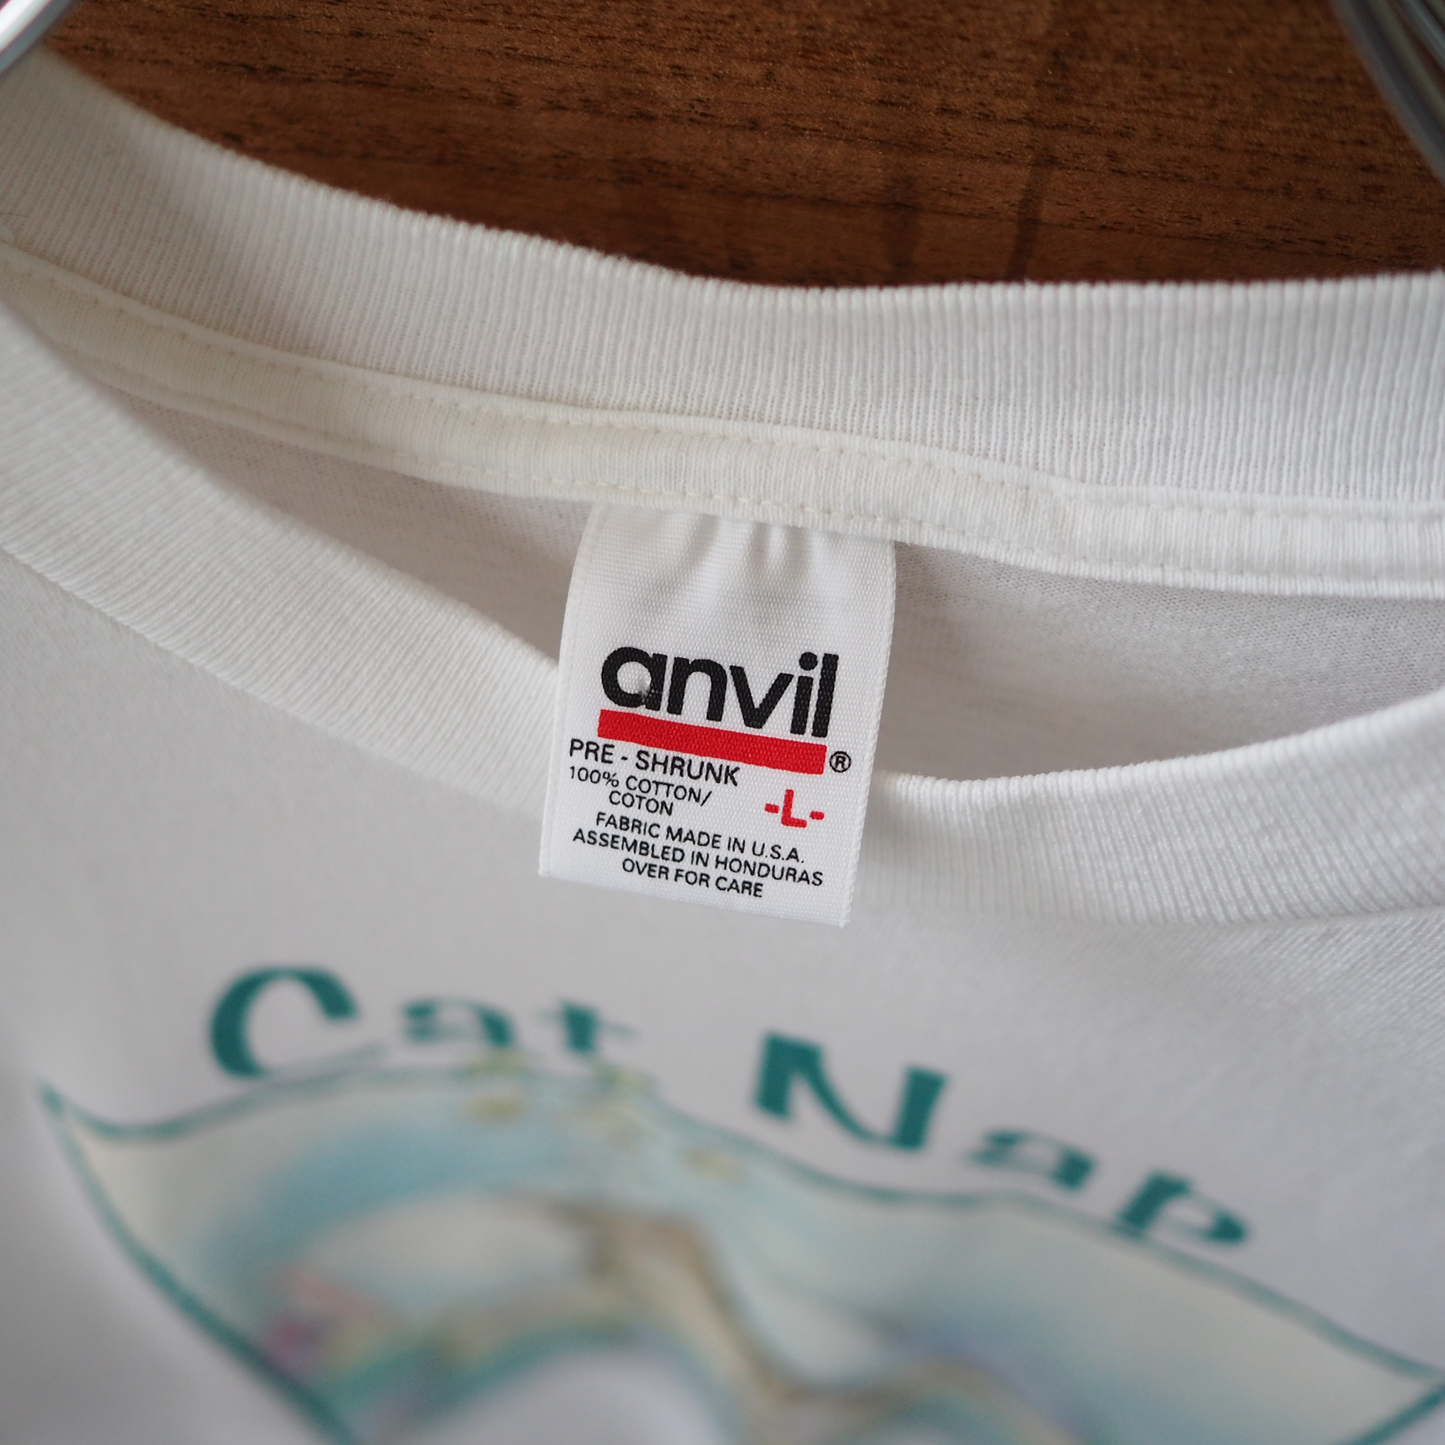 anvil®
PRE - SHRUNK
100% COTTON/
COTON
-L-
FABRIC MADE IN U.S.A.
ASSEMBLED IN HONDURAS
OVER FOR CARE
Cat Nap